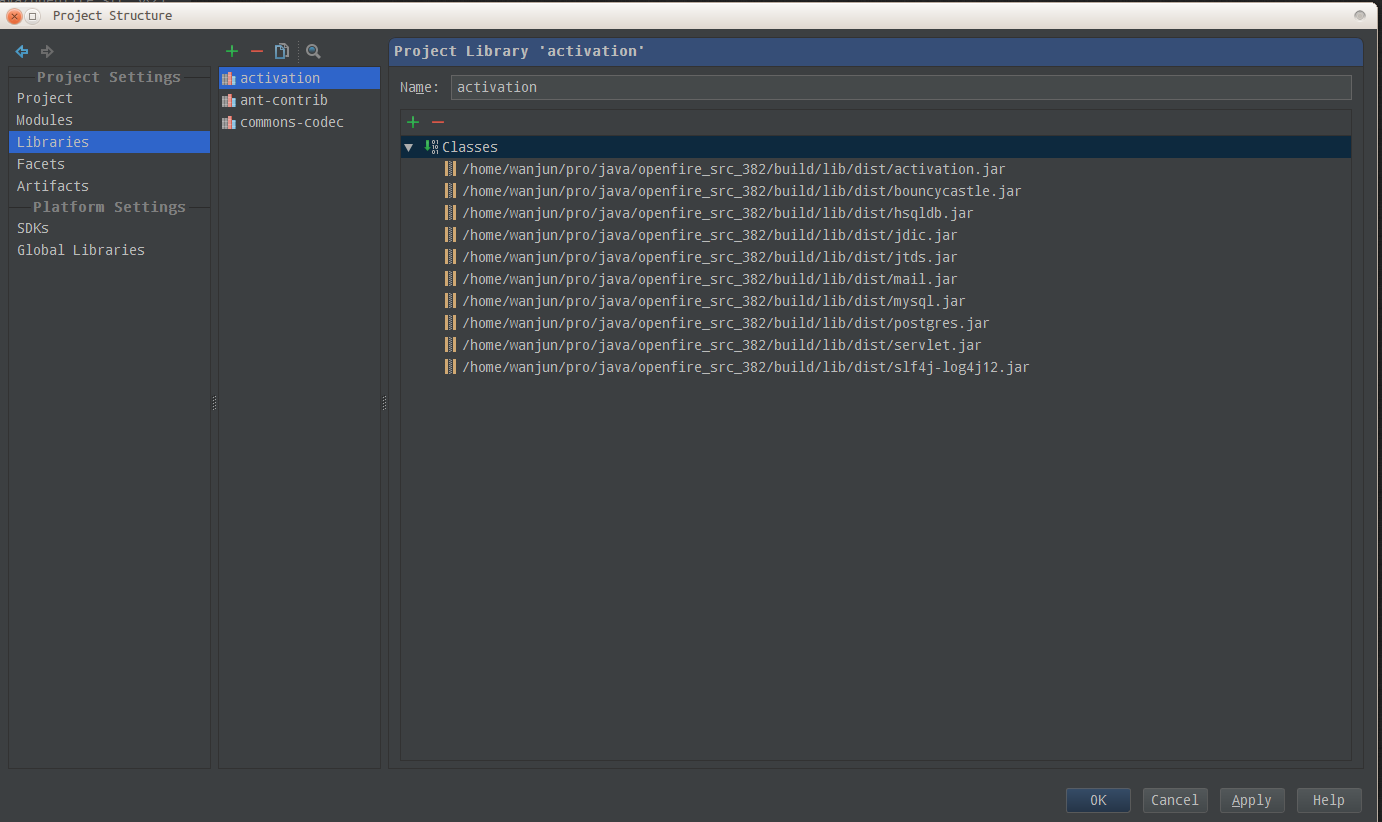 Project Structure
Project Settings
Project
Modules
Libraries
Facets
Artifacts
Platform Settings
SDKs
Global Libraries
activation
ant-contrib
commons-codec
Project Library 'activation'
Name: activation
Classes
/home/wanjun/pro/java/openfire_src_382/build/lib/dist/activation.jar
/home/wanjun/pro/java/openfire_src_382/build/lib/dist/bouncycastle.jar
/home/wanjun/pro/java/openfire_src_382/build/lib/dist/hsqldb.jar
/home/wanjun/pro/java/openfire_src_382/build/lib/dist/jdic.jar
/home/wanjun/pro/java/openfire_src_382/build/lib/dist/jtds.jar
/home/wanjun/pro/java/openfire_src_382/build/lib/dist/mail.jar
/home/wanjun/pro/java/openfire_src_382/build/lib/dist/mysql.jar
/home/wanjun/pro/java/openfire_src_382/build/lib/dist/postgres.jar
/home/wanjun/pro/java/openfire_src_382/build/lib/dist/servlet.jar
/home/wanjun/pro/java/openfire_src_382/build/lib/dist/slf4j-log4j12.jar
OK Cancel Apply Help